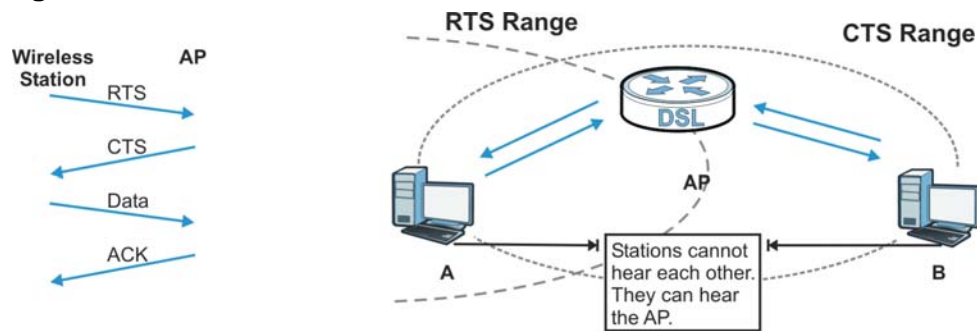 RTS Range
CTS Range
Wireless
Station
AP
RTS
CTS
Data
ACK
DSL
AP
A
B
Stations cannot
hear each other.
They can hear
the AP.